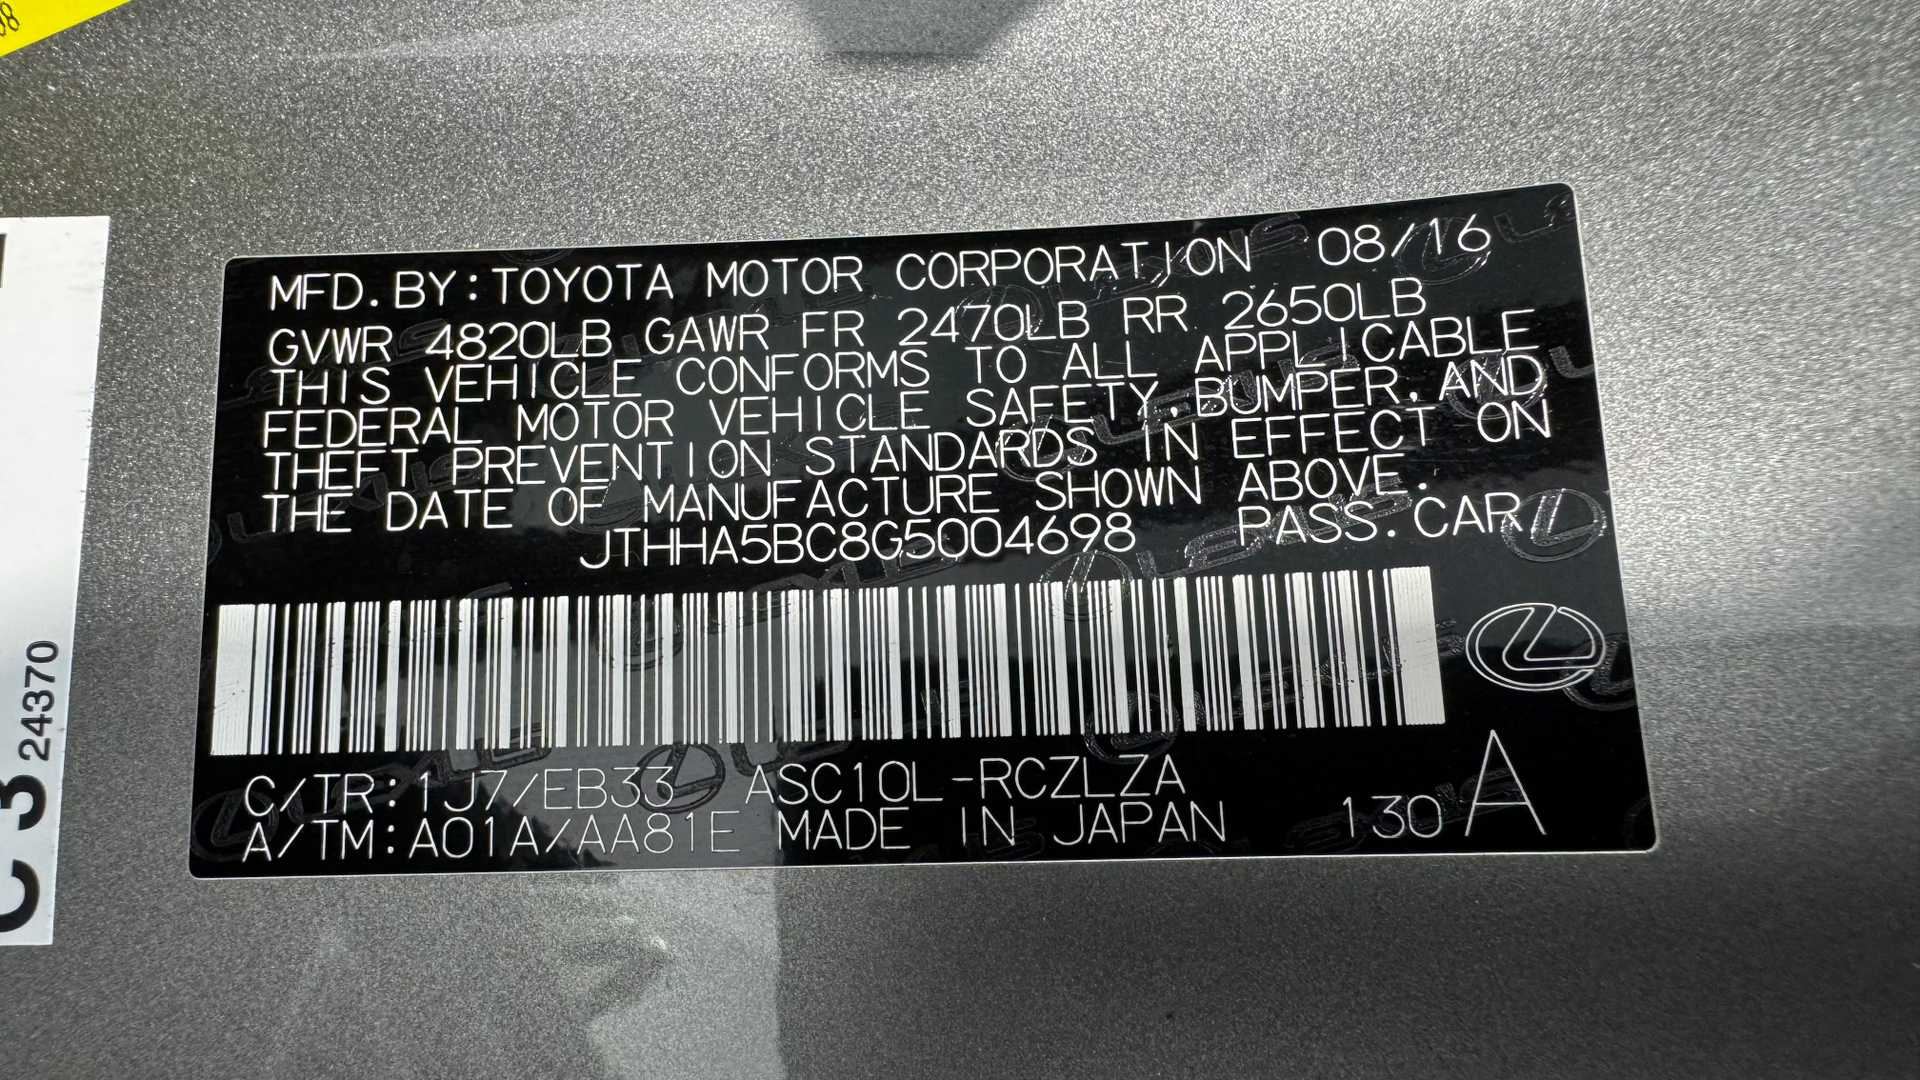 MFD.BY:TOYOTA MOTOR CORPORATION 08/16
GVWR 4820LB GAWR FR 2470LB RR 2650LB
THIS VEHICLE CONFORMS TO ALL APPLICABLE
FEDERAL MOTOR VEHICLE SAFETY,BUMPER,AND
THEFT PREVENTION STANDARDS IN EFFECT ON
THE DATE OF MANUFACTURE SHOWN ABOVE.
JTHHA5BC8G5004698 PASS.CAR
C/TR:1J7/EB33 ASC10L-RCZLZA
A/TM:A01A/AA81E MADE IN JAPAN 130 A
24370